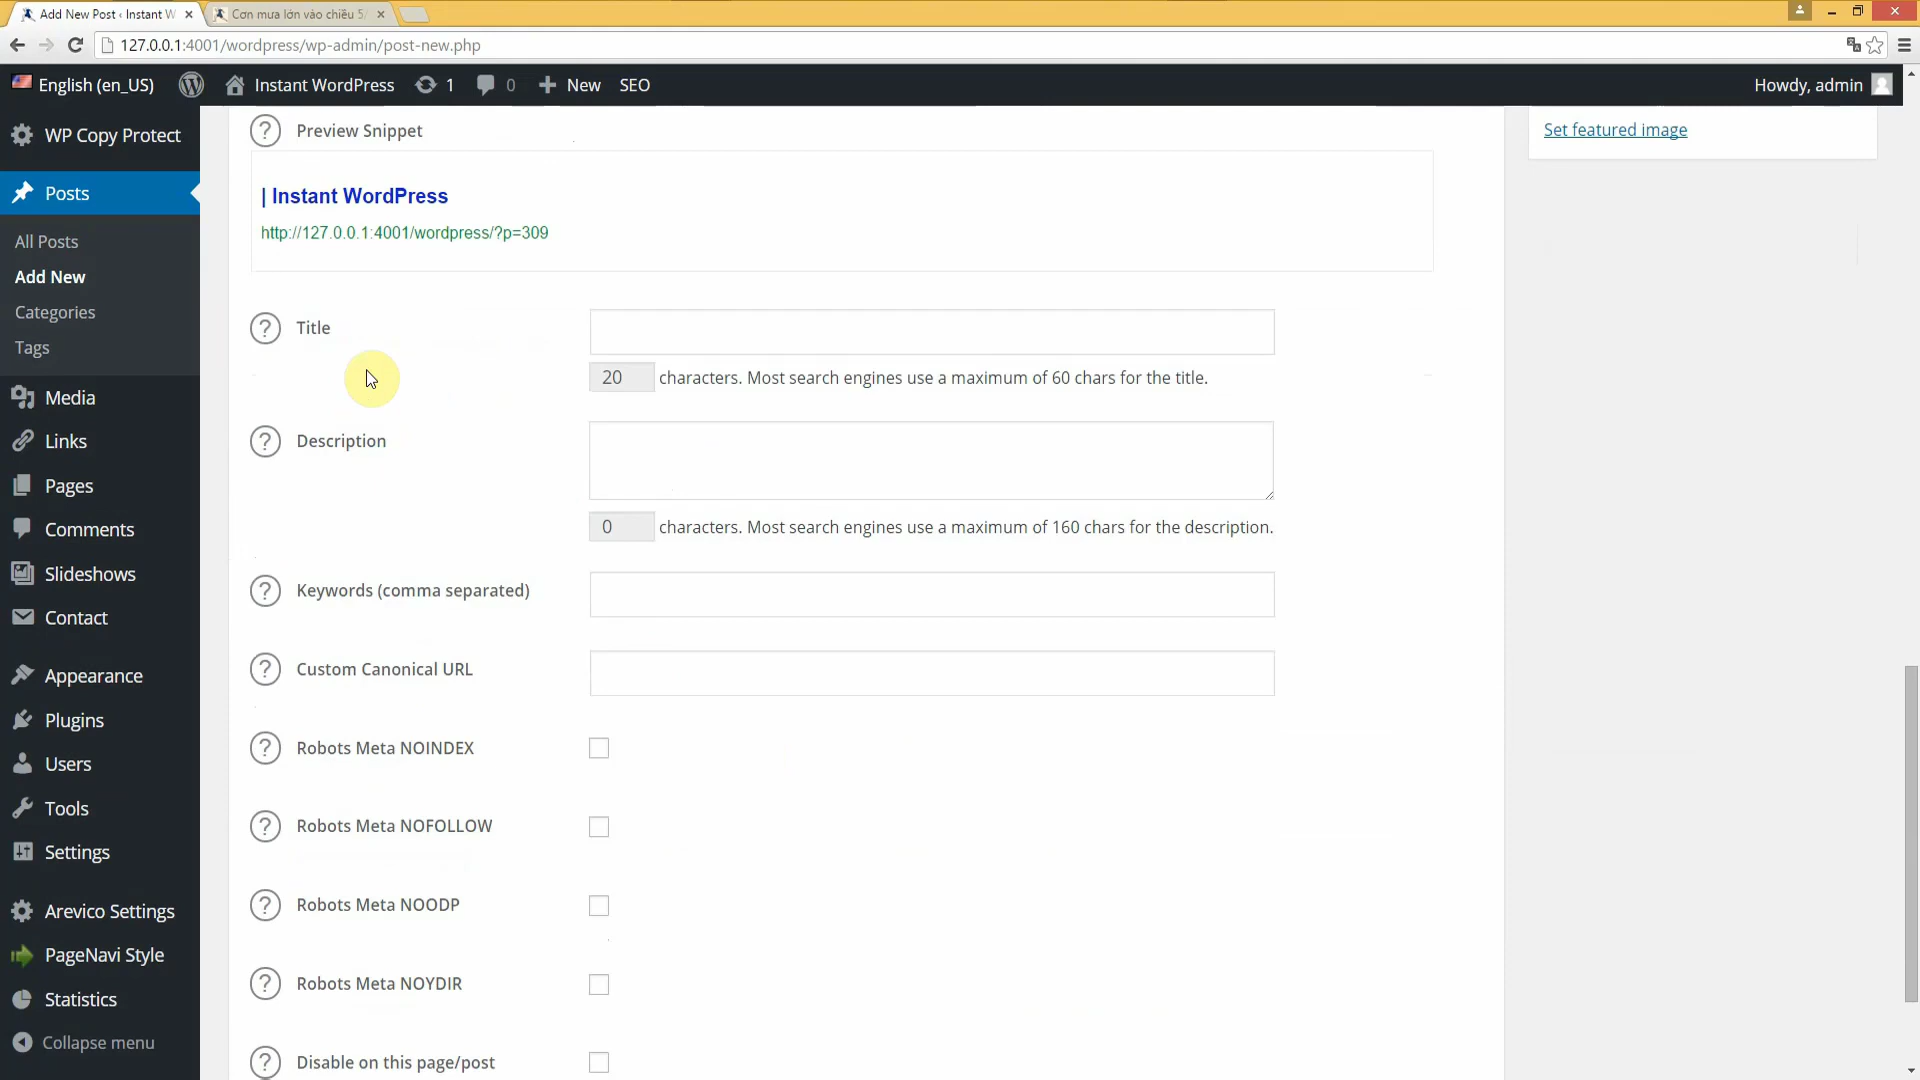 Add New Post ‹ Instant W
Cơn mưa lớn vào chiều 5/
127.0.0.1:4001/wordpress/wp-admin/post-new.php
English (en_US)
Instant WordPress
1
0
New
SEO
Howdy, admin
WP Copy Protect
Posts
All Posts
Add New
Categories
Tags
Media
Links
Pages
Comments
Slideshows
Contact
Appearance
Plugins
Users
Tools
Settings
Arevico Settings
PageNavi Style
Statistics
Collapse menu
? Preview Snippet
| Instant WordPress
http://127.0.0.1:4001/wordpress/?p=309
? Title
20 characters. Most search engines use a maximum of 60 chars for the title.
? Description
0 characters. Most search engines use a maximum of 160 chars for the description.
? Keywords (comma separated)
? Custom Canonical URL
? Robots Meta NOINDEX
? Robots Meta NOFOLLOW
? Robots Meta NOODP
? Robots Meta NOYDIR
? Disable on this page/post
Set featured image